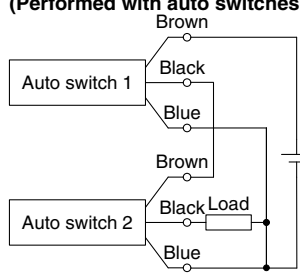 (Performed with auto switches
Brown
Black
Auto switch 1
Blue
Brown
Black Load
Auto switch 2
Blue